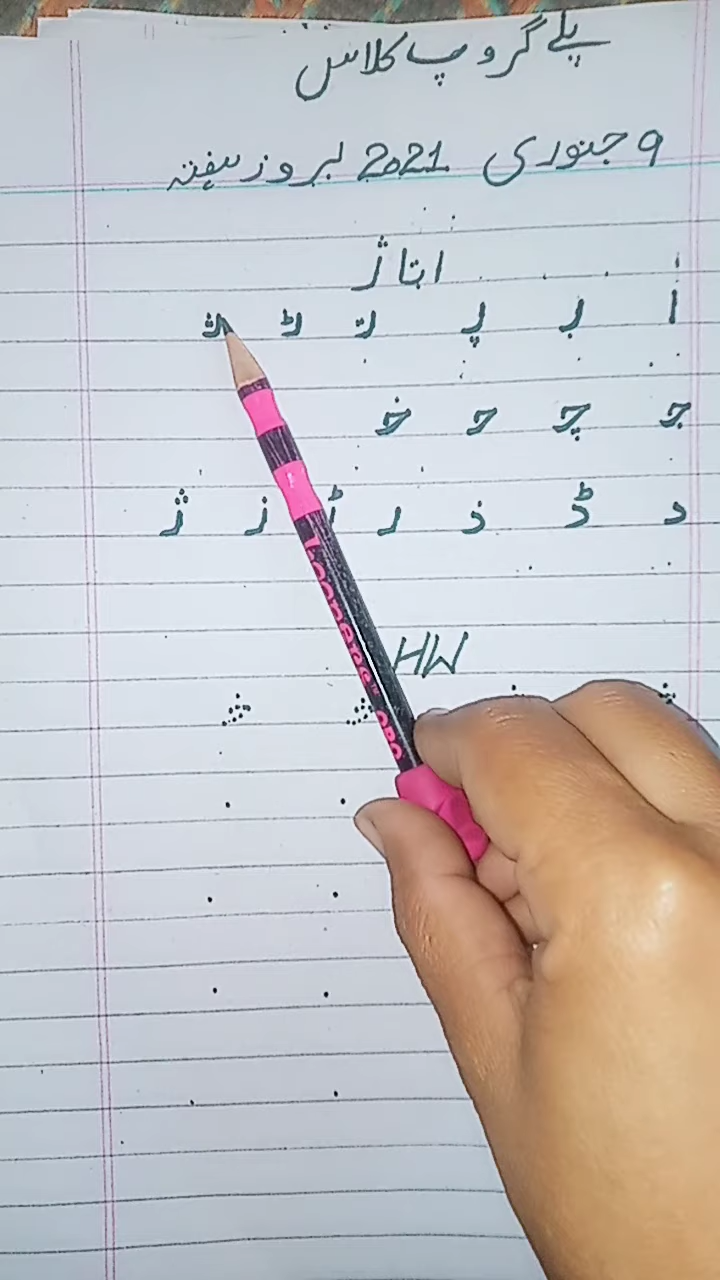 پلے گروپ کلاس
9 جنوری 2021 بروز ہفتہ
ا تا ژ
ا ب پ ت ٹ ث
ج چ ح خ
د ڈ ذ ر ڑ ز ژ
HW